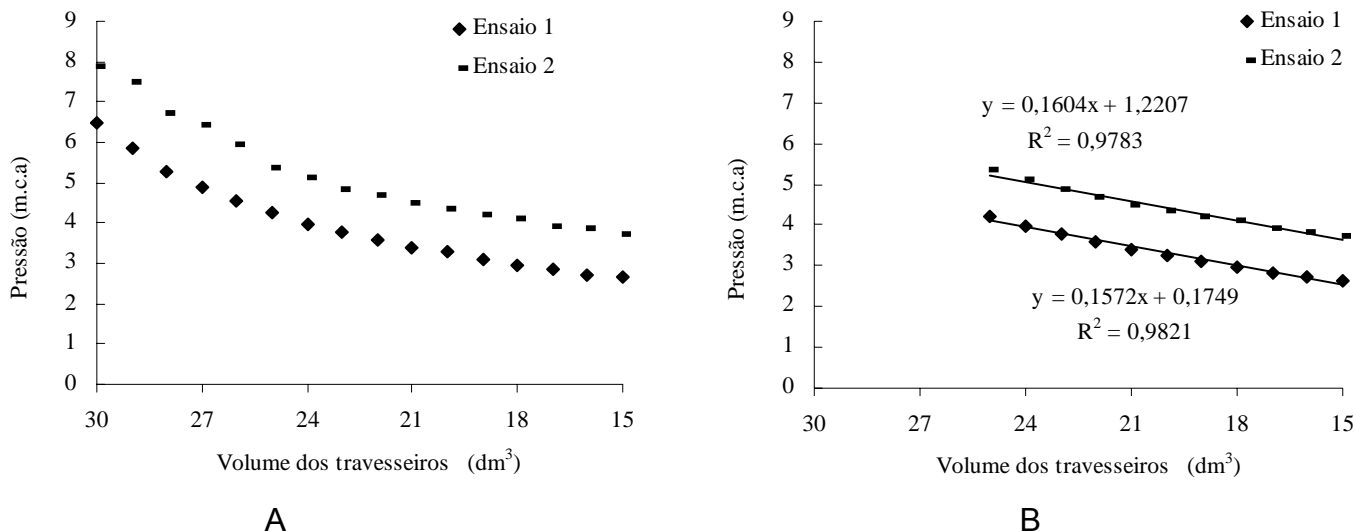 9
8
7
6
5
4
3
2
1
0
Pressão (m.c.a)
Ensaio 1
Ensaio 2
30 27 24 21 18 15
Volume dos travesseiros (dm³)
A
9
8
7
6
5
4
3
2
1
0
Pressão (m.c.a)
Ensaio 1
Ensaio 2
y = 0,1604x + 1,2207
R² = 0,9783
y = 0,1572x + 0,1749
R² = 0,9821
30 27 24 21 18 15
Volume dos travesseiros (dm³)
B